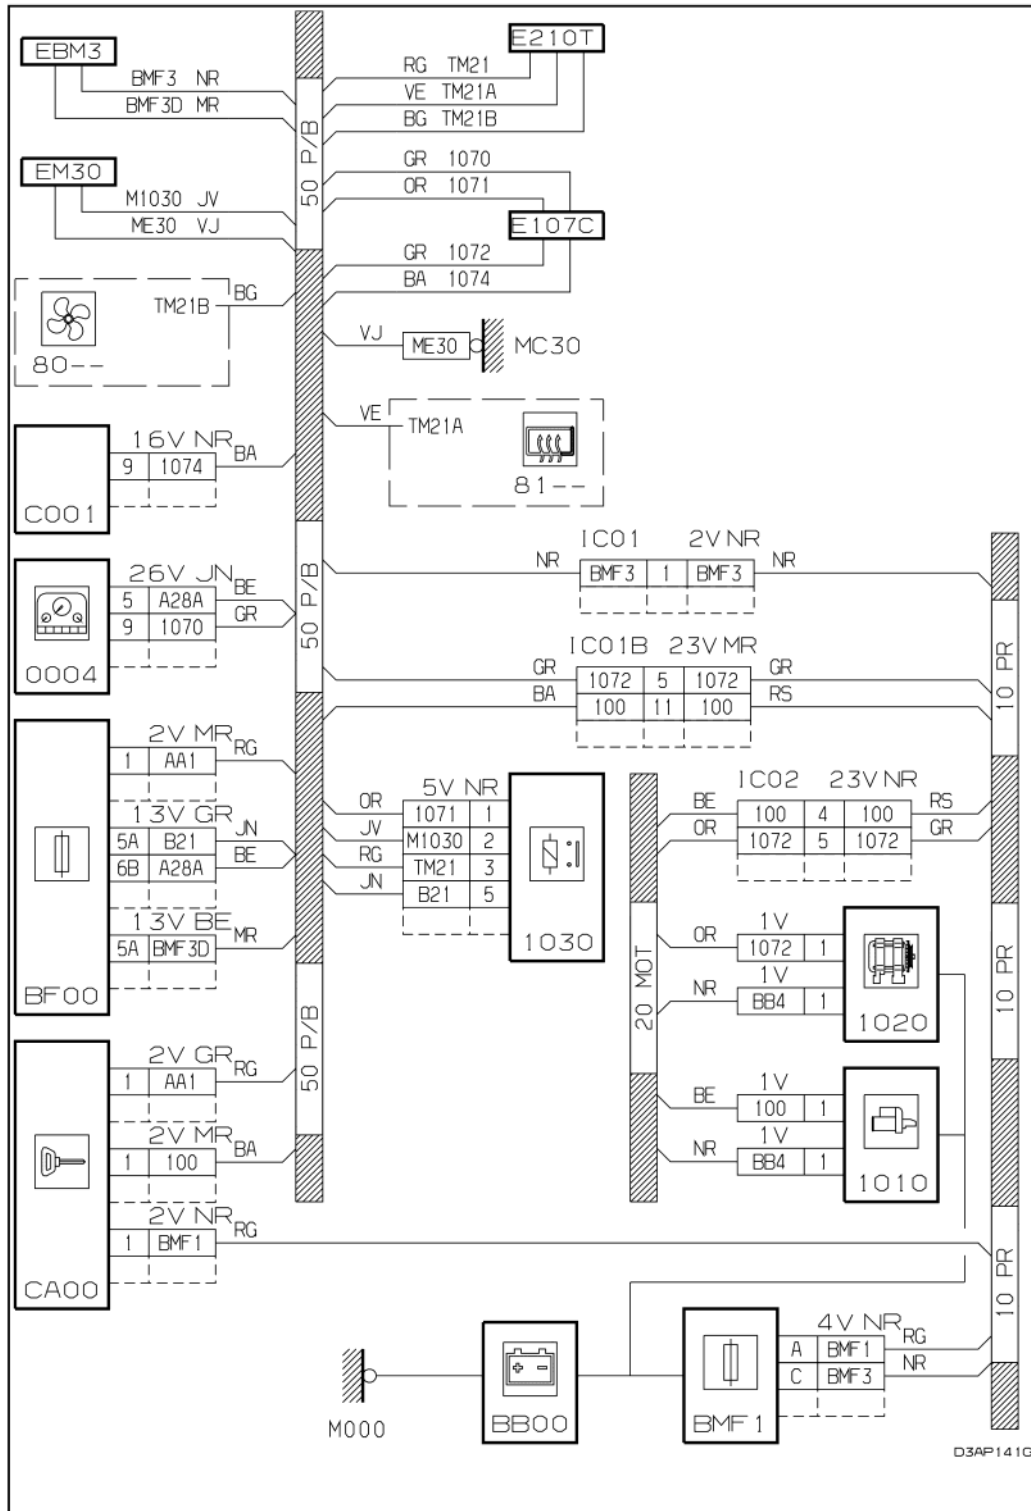 EBM3
BMF3 NR
BMF3D MR
EM30
M1030 JV
ME30 VJ
TM21B BG
80--
C001
16V NR
9 1074 BA
0004
26V JN
5 A28A BE
9 1070 GR
BF00
2V MR
1 AA1 RG
13V GR
5A B21 JN
6B A28A BE
13V BE
5A BMF3D MR
CA00
2V GR
1 AA1 RG
2V MR
1 100 BA
2V NR
1 BMF1 RG
50 P/B
50 P/B
50 P/B
E210T
RG TM21
VE TM21A
BG TM21B
GR 1070
OR 1071
E107C
GR 1072
BA 1074
VJ ME30 MC30
VE TM21A
81--
IC01 2V NR
NR BMF3 1 BMF3 NR
IC01B 23V MR
GR 1072 5 1072 GR
BA 100 11 100 RS
5V NR
OR 1071 1
JV M1030 2
RG TM21 3
JN B21 5
1030
IC02 23V NR
BE 100 4 100 RS
OR 1072 5 1072 GR
20 MOT
1V
OR 1072 1
1V
NR BB4 1
1020
1V
BE 100 1
1V
NR BB4 1
1010
10 PR
10 PR
10 PR
M000
BB00
+ -
BMF1
4V NR
A BMF1 RG
C BMF3 NR
D3AP141G